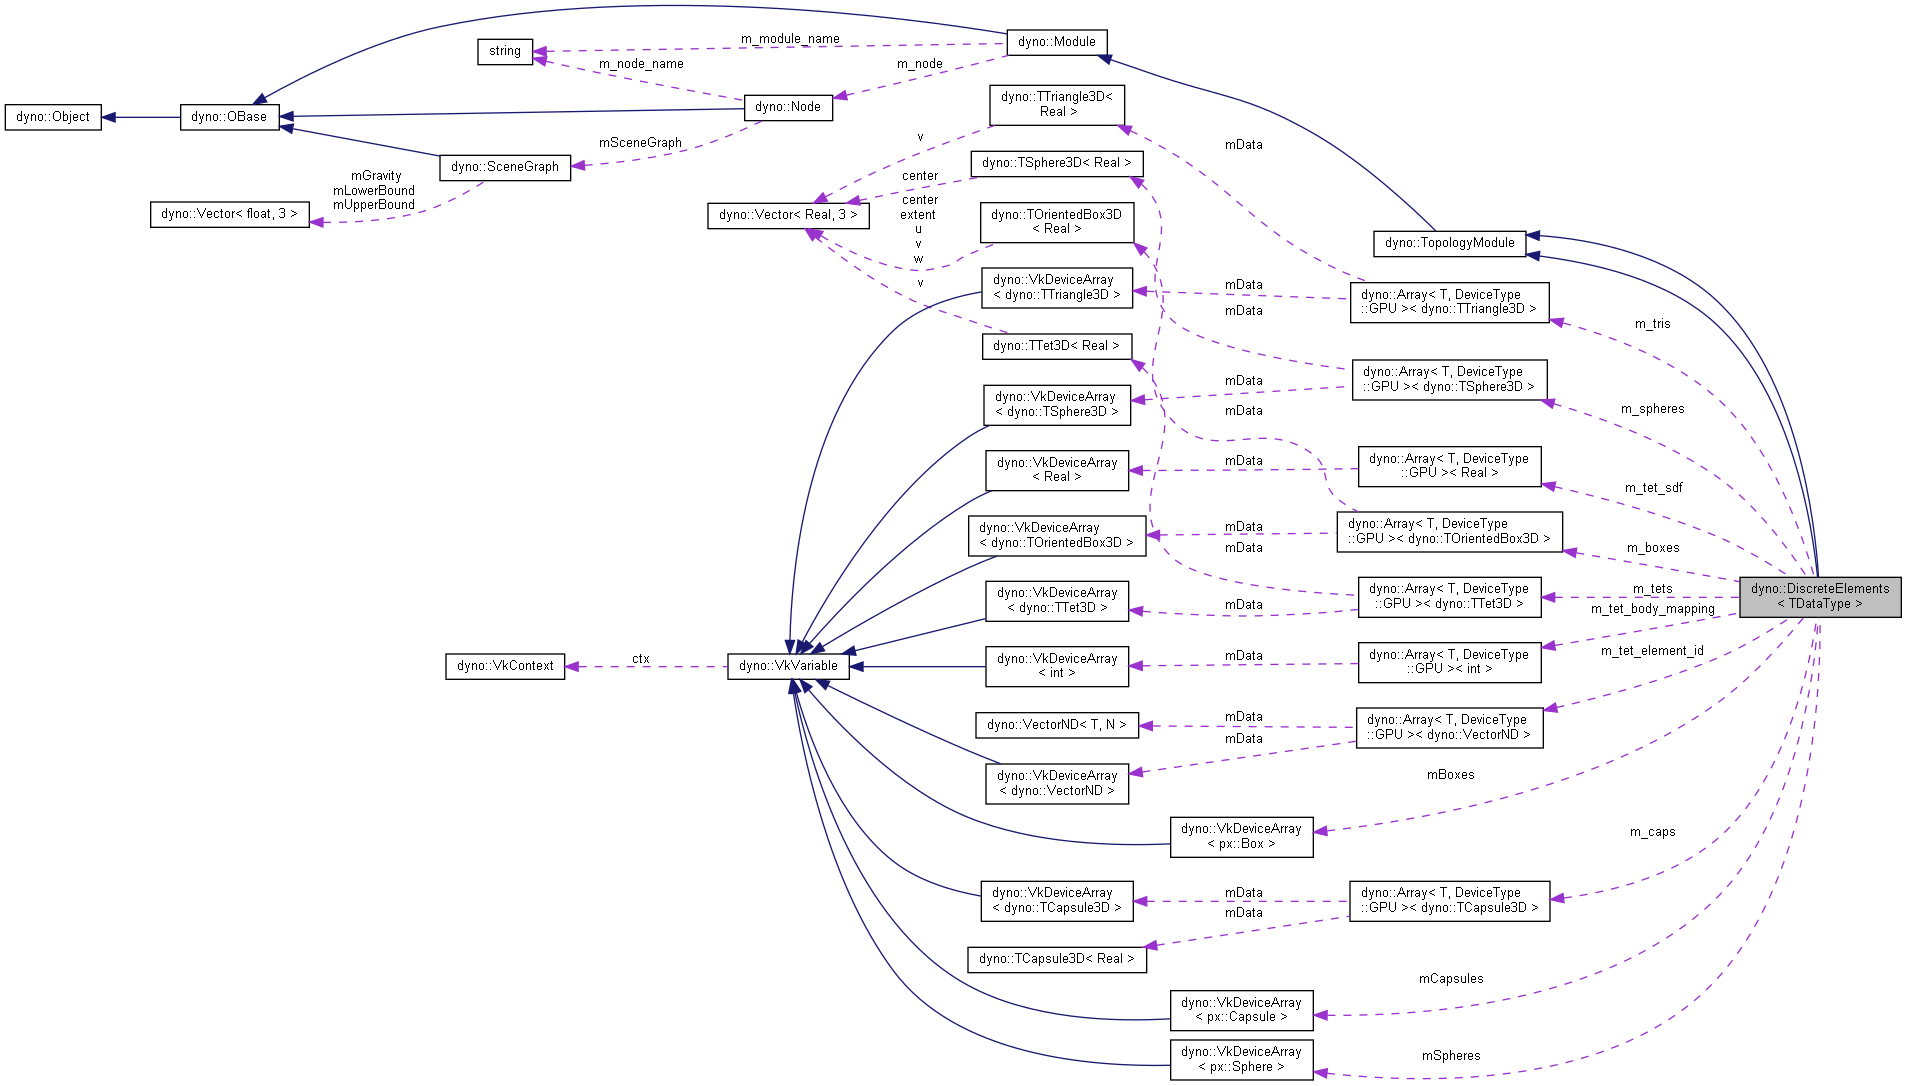 dyno::Object
dyno::OBase
dyno::Vector< float, 3 >
mGravity
mLowerBound
mUpperBound
string
dyno::SceneGraph
dyno::VkContext
m_module_name
m_node_name
mSceneGraph
ctx
dyno::Node
dyno::Vector< Real, 3 >
dyno::VkVariable
m_node
v
center
center
extent
u
v
w
v
dyno::Module
dyno::TTriangle3D<
Real >
dyno::TSphere3D< Real >
dyno::TOrientedBox3D
< Real >
dyno::VkDeviceArray
< dyno::TTriangle3D >
dyno::TTet3D< Real >
dyno::VkDeviceArray
< dyno::TSphere3D >
dyno::VkDeviceArray
< Real >
dyno::VkDeviceArray
< dyno::TOrientedBox3D >
dyno::VkDeviceArray
< dyno::TTet3D >
dyno::VkDeviceArray
< int >
dyno::VectorND< T, N >
dyno::VkDeviceArray
< dyno::VectorND >
dyno::VkDeviceArray
< px::Box >
dyno::VkDeviceArray
< dyno::TCapsule3D >
dyno::TCapsule3D< Real >
dyno::VkDeviceArray
< px::Capsule >
dyno::VkDeviceArray
< px::Sphere >
mData
mData
mData
mData
mData
mData
mData
mData
mData
mData
mData
mData
mData
mData
dyno::TopologyModule
dyno::Array< T, DeviceType
::GPU >< dyno::TTriangle3D >
dyno::Array< T, DeviceType
::GPU >< dyno::TSphere3D >
dyno::Array< T, DeviceType
::GPU >< Real >
dyno::Array< T, DeviceType
::GPU >< dyno::TOrientedBox3D >
dyno::Array< T, DeviceType
::GPU >< dyno::TTet3D >
dyno::Array< T, DeviceType
::GPU >< int >
dyno::Array< T, DeviceType
::GPU >< dyno::VectorND >
dyno::Array< T, DeviceType
::GPU >< dyno::TCapsule3D >
m_tris
m_spheres
m_tet_sdf
m_boxes
m_tets
m_tet_body_mapping
m_tet_element_id
mBoxes
m_caps
mCapsules
mSpheres
dyno::DiscreteElements
< TDataType >